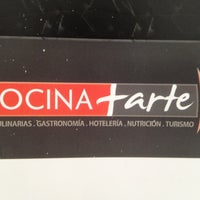 OCINA+arte
ULINARIAS . GASTRONOMÍA . HOTELERÍA . NUTRICIÓN . TURISMO